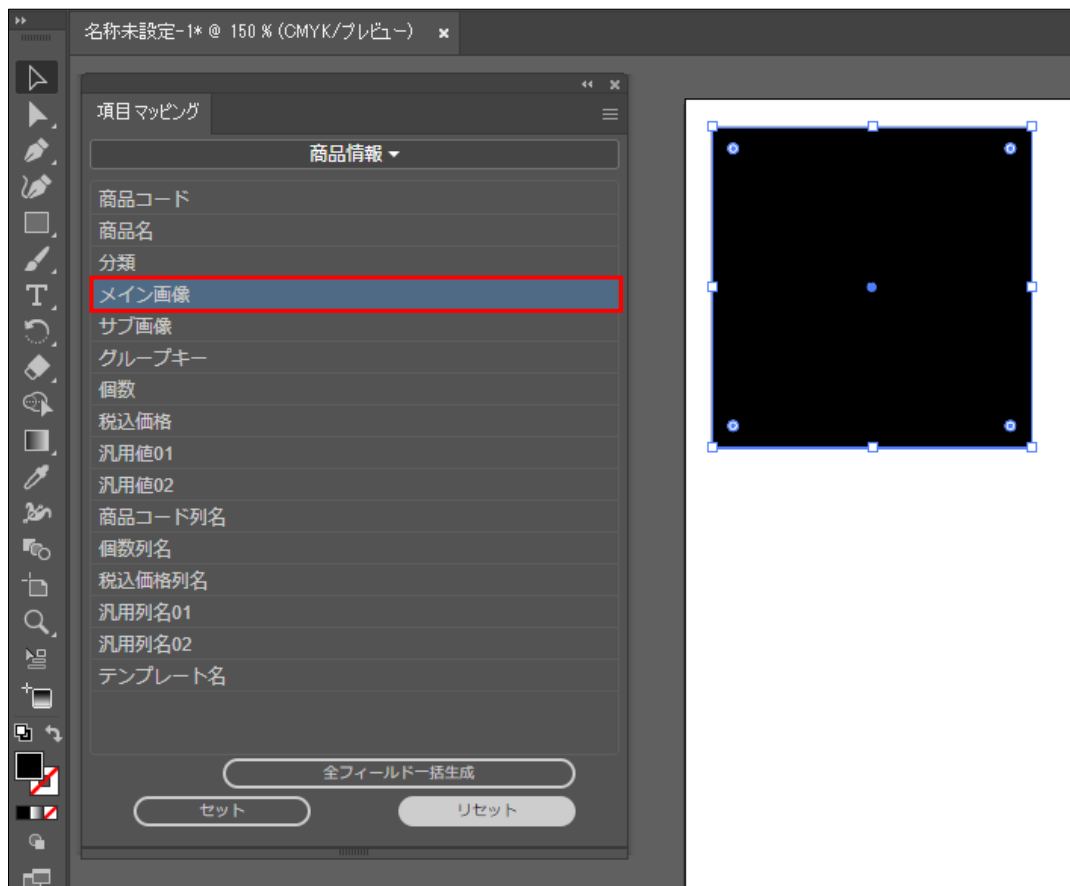 名称未設定-1* @ 150 % (CMYK/プレビュー)
項目マッピング
商品情報
商品コード
商品名
分類
メイン画像
サブ画像
グループキー
個数
税込価格
汎用値01
汎用値02
商品コード列名
個数列名
税込価格列名
汎用列名01
汎用列名02
テンプレート名
全フィールド一括生成
セット
リセット